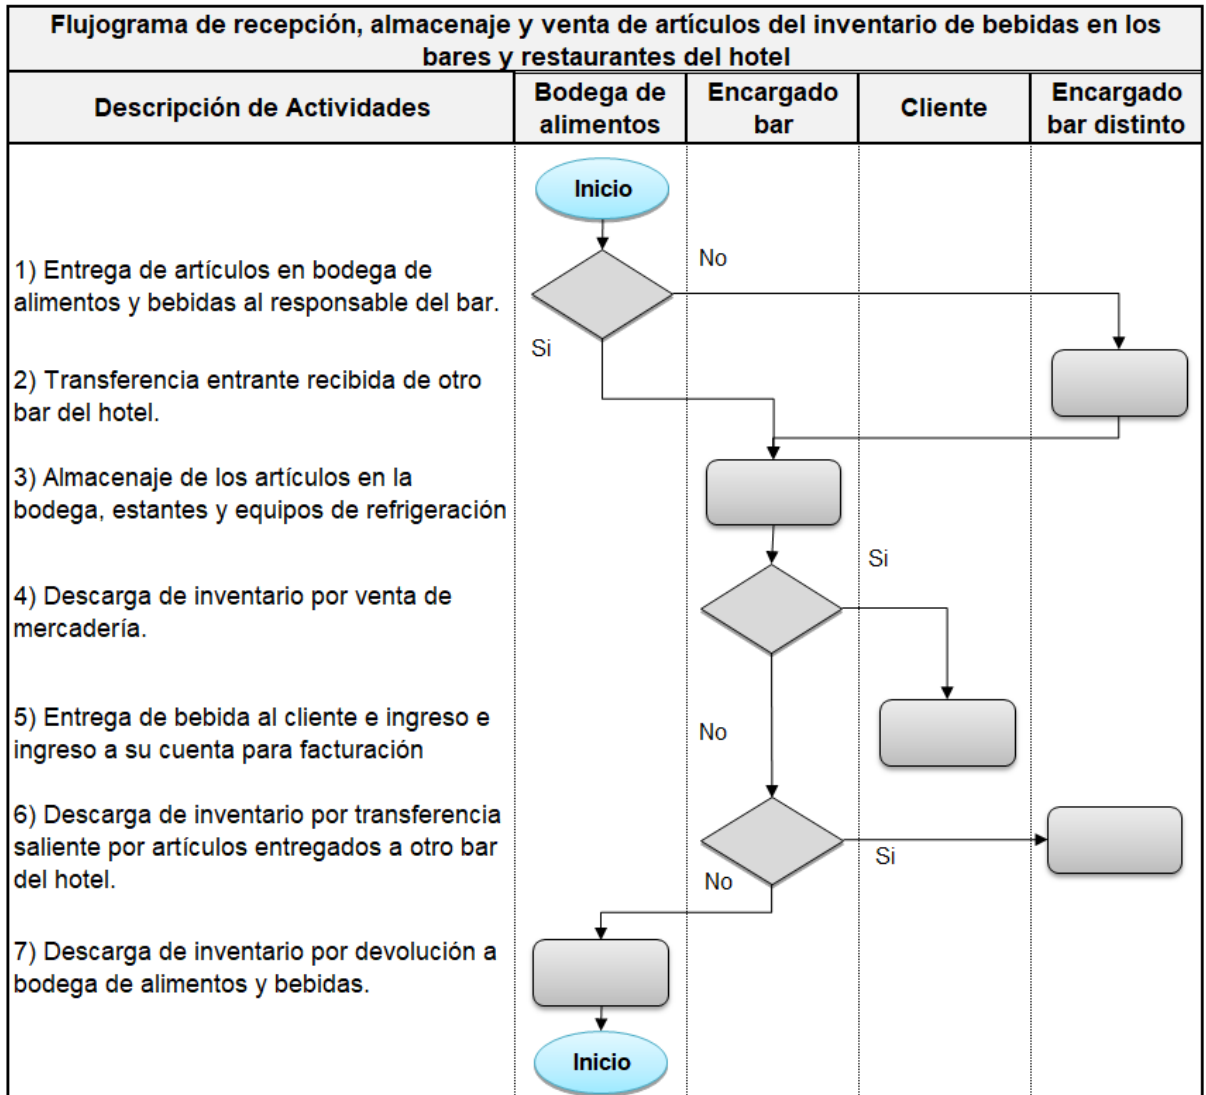 Flujograma de recepción, almacenaje y venta de artículos del inventario de bebidas en los
bares y restaurantes del hotel
Descripción de Actividades
Bodega de
alimentos
Encargado
bar
Cliente
Encargado
bar distinto
Inicio
No
1) Entrega de artículos en bodega de
alimentos y bebidas al responsable del bar.
Si
2) Transferencia entrante recibida de otro
bar del hotel.
3) Almacenaje de los artículos en la
bodega, estantes y equipos de refrigeración
Si
4) Descarga de inventario por venta de
mercadería.
5) Entrega de bebida al cliente e ingreso e
ingreso a su cuenta para facturación
No
6) Descarga de inventario por transferencia
saliente por artículos entregados a otro bar
del hotel.
Si
No
7) Descarga de inventario por devolución a
bodega de alimentos y bebidas.
Inicio